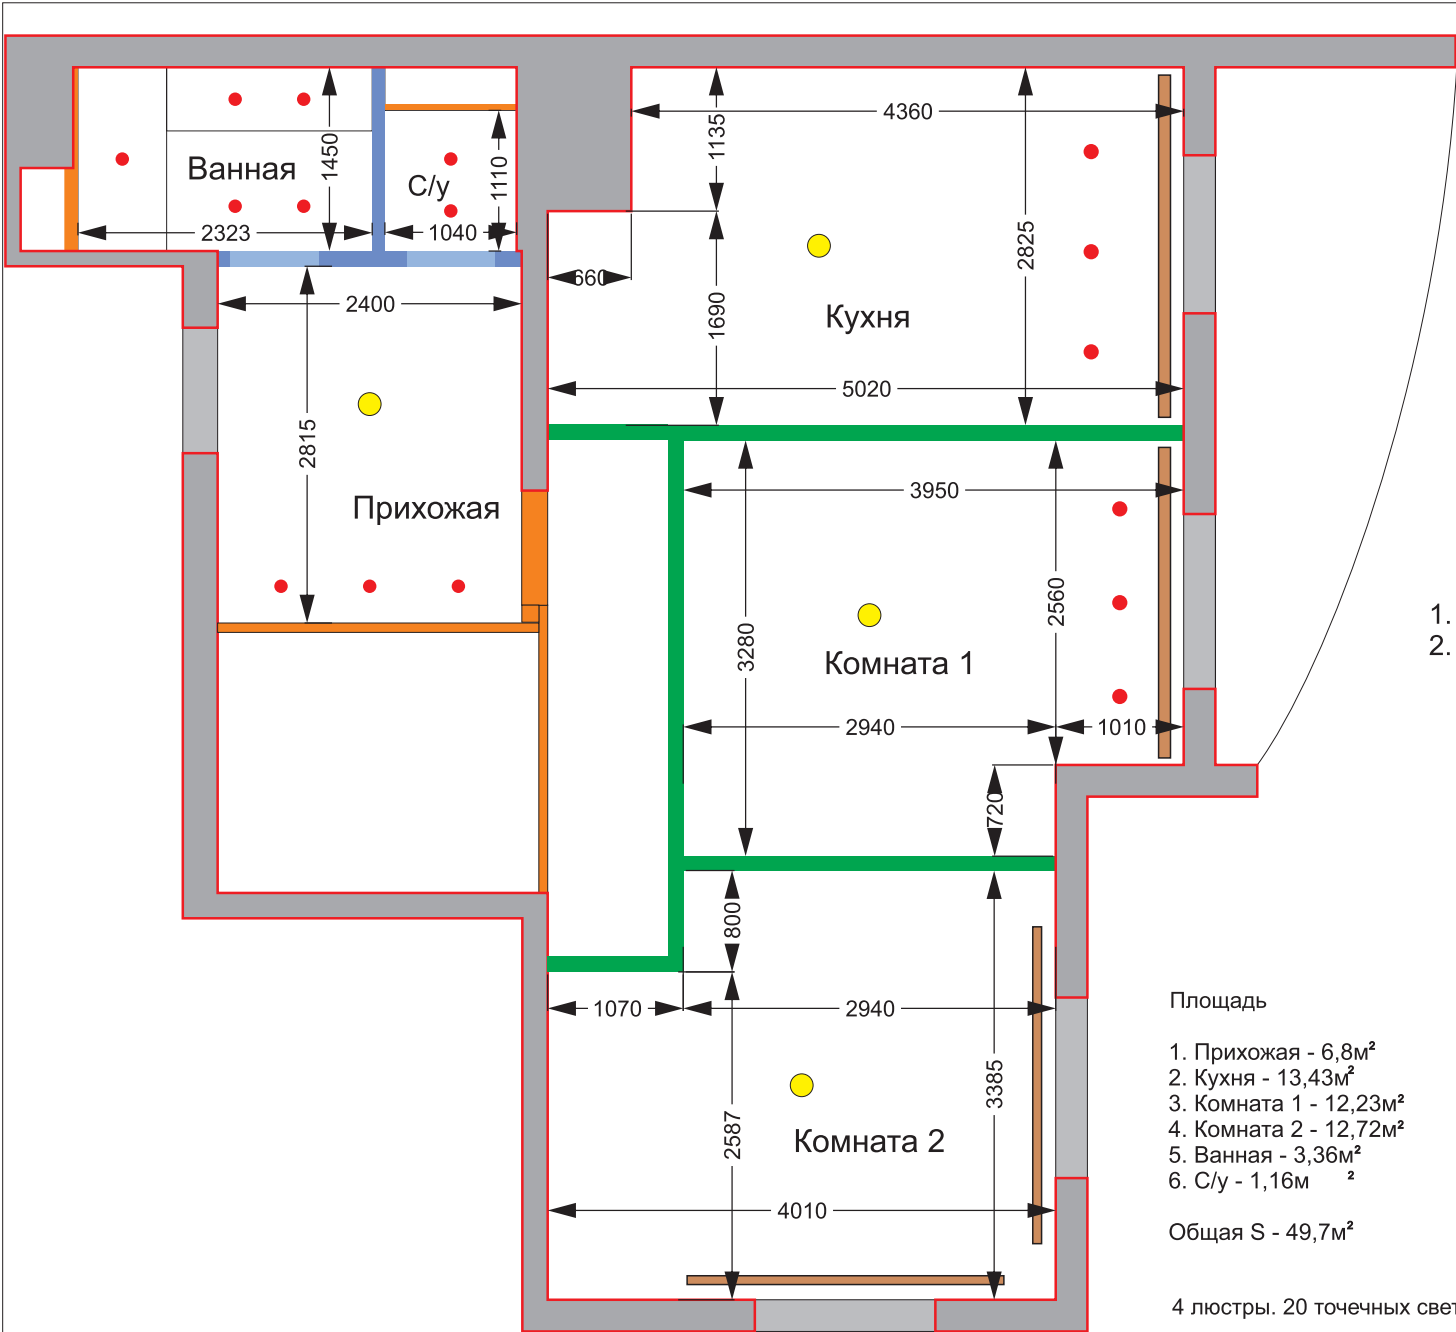 4360
1135
1450
Ванная
С/у
1110
2323
1040
2825
660
2400
1690
Кухня
5020
2815
3950
Прихожая
2560
1.
2.
3280
Комната 1
2940
1010
720
800
Площадь
1070
2940
1. Прихожая - 6,8м²
2. Кухня - 13,43м²
3385
3. Комната 1 - 12,23м²
4. Комната 2 - 12,72м²
2587
Комната 2
5. Ванная - 3,36м²
6. С/у - 1,16м ²
4010
Общая S - 49,7м²
4 люстры. 20 точечных свет